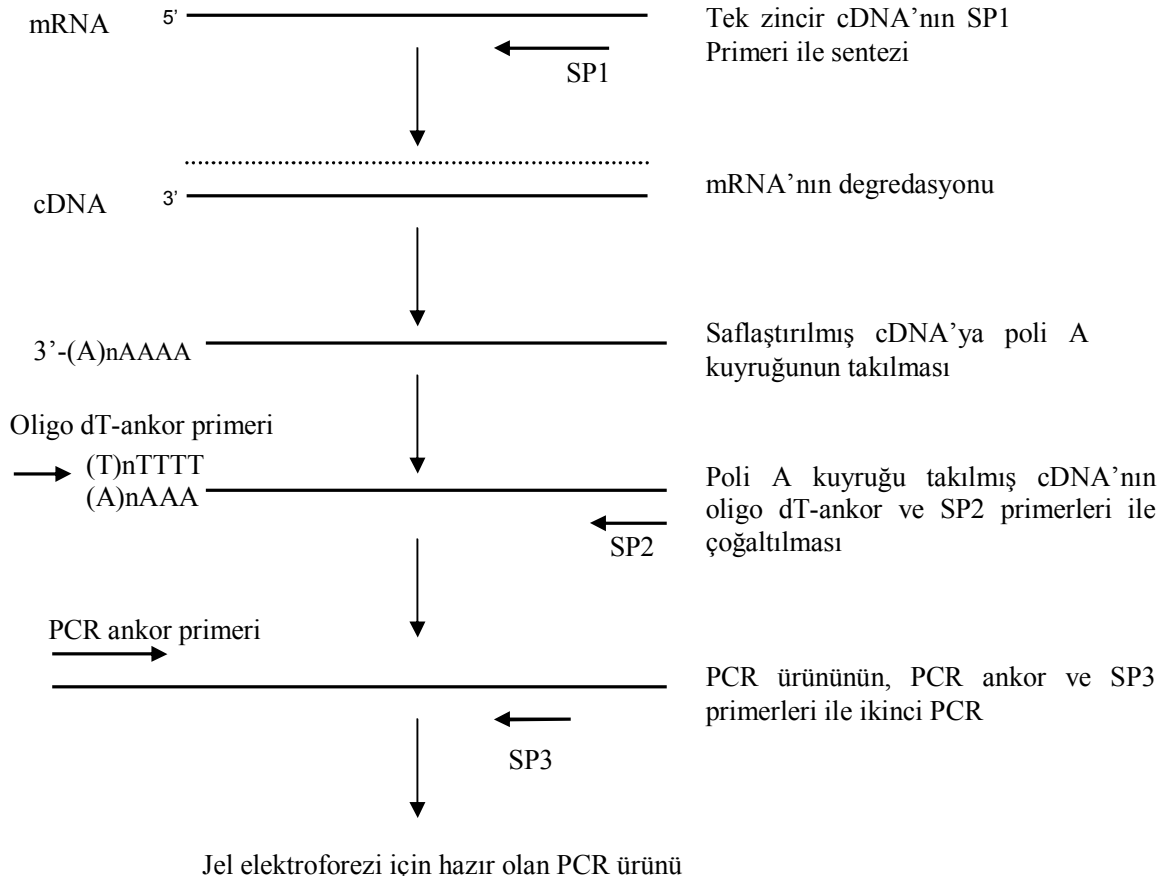 mRNA
5’
Tek zincir cDNA’nın SP1
Primeri ile sentezi
SP1
cDNA
3’
mRNA’nın degredasyonu
3’-(A)nAAAA
Saflaştırılmış cDNA’ya poli A
kuyruğunun takılması
Oligo dT-ankor primeri
(T)nTTTT
(A)nAAA
Poli A kuyruğu takılmış cDNA’nın
oligo dT-ankor ve SP2 primerleri ile
çoğaltılması
SP2
PCR ankor primeri
PCR ürününün, PCR ankor ve SP3
primerleri ile ikinci PCR
SP3
Jel elektroforezi için hazır olan PCR ürünü